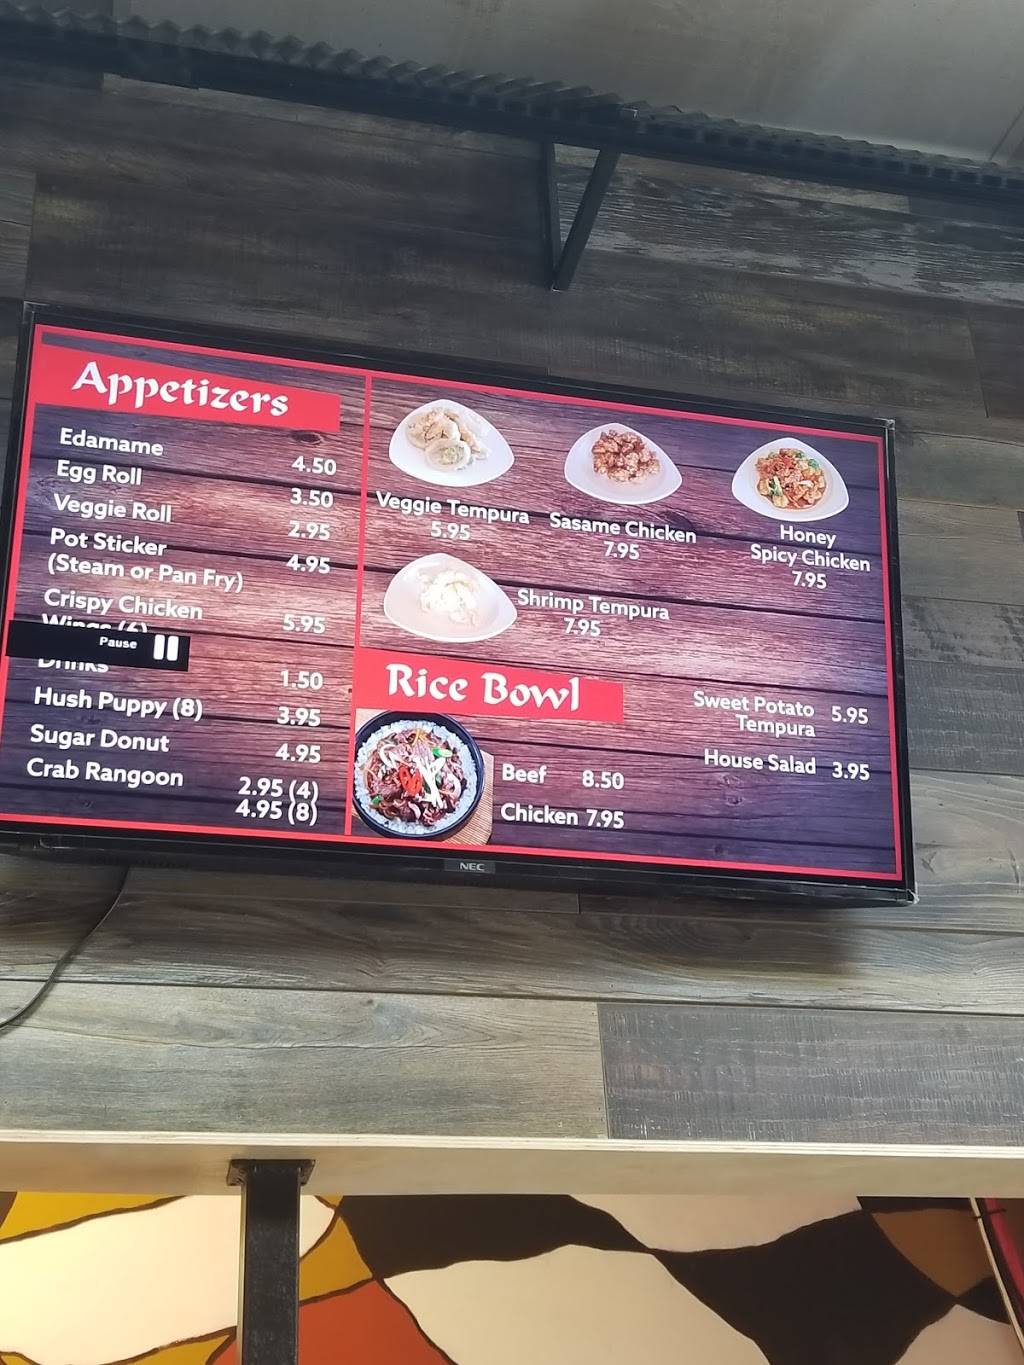 Appetizers
Edamame 4.50
Egg Roll 3.50
Veggie Roll 2.95
Pot Sticker 4.95
(Steam or Pan Fry)
Crispy Chicken 5.95
Wings (6)
Pause
Drinks 1.50
Hush Puppy (8) 3.95
Sugar Donut 4.95
Crab Rangoon 2.95 (4)
4.95 (8)
Veggie Tempura
5.95
Sasame Chicken
7.95
Honey
Spicy Chicken
7.95
Shrimp Tempura
7.95
Rice Bowl
Beef 8.50
Chicken 7.95
Sweet Potato 5.95
Tempura
House Salad 3.95
NEC